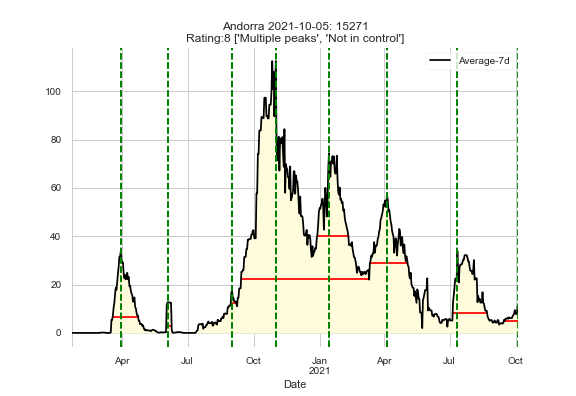 Andorra 2021-10-05: 15271
Rating:8 ['Multiple peaks', 'Not in control']
Average-7d
100
80
60
40
20
0
Apr
Jul
Oct
Jan
2021
Apr
Jul
Oct
Date